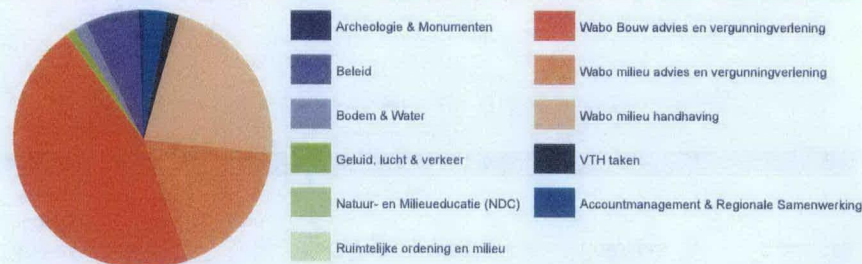 Archeologie & Monumenten
Beleid
Bodem & Water
Geluid, lucht & verkeer
Natuur- en Milieueducatie (NDC)
Ruimtelijke ordening en milieu
Wabo Bouw advies en vergunningverlening
Wabo milieu advies en vergunningverlening
Wabo milieu handhaving
VTH taken
Accountmanagement & Regionale Samenwerking